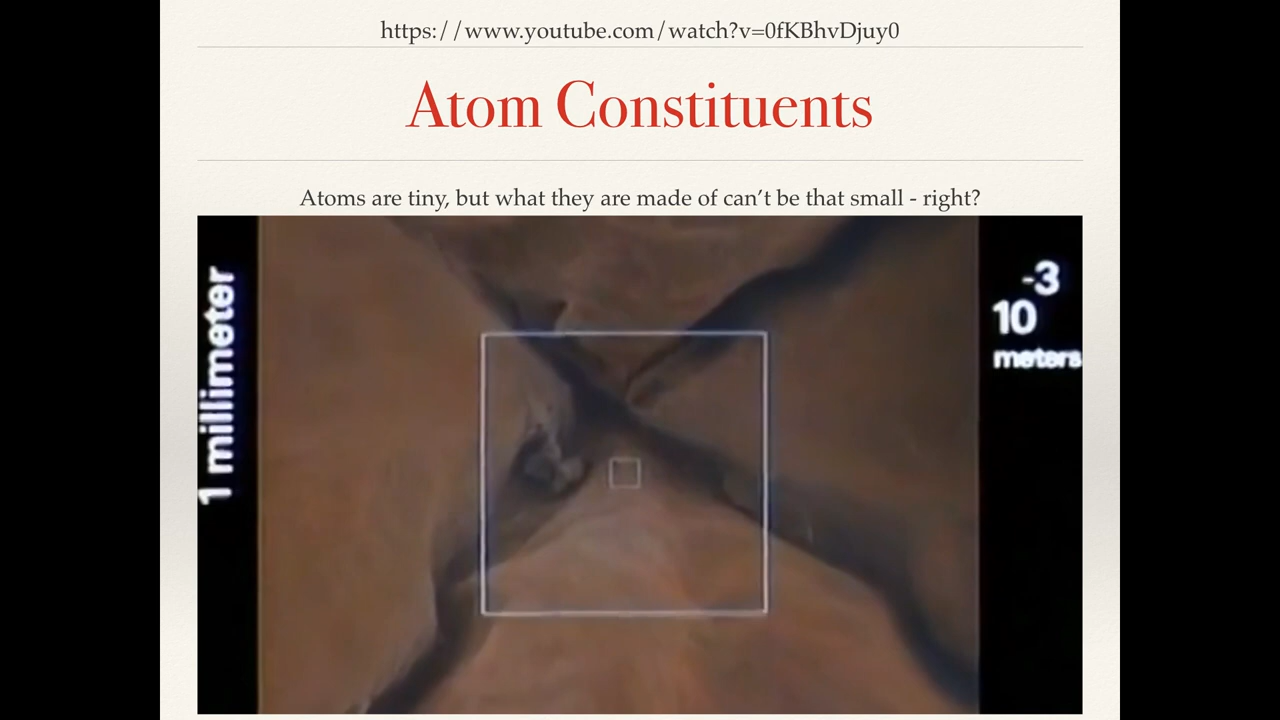 https://www.youtube.com/watch?v=0fKBhvDjuy0
Atom Constituents
Atoms are tiny, but what they are made of can’t be that small - right?
1 millimeter
10⁻³
meters